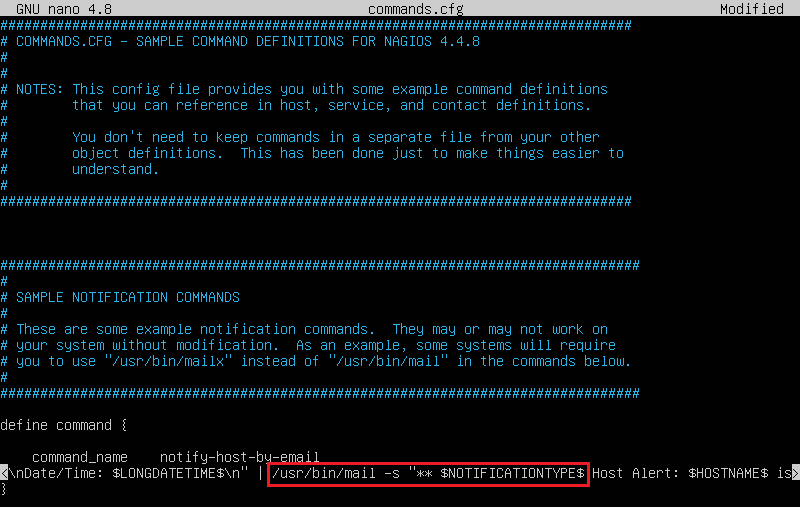 GNU nano 4.8 commands.cfg Modified
###############################################################################
# COMMANDS.CFG - SAMPLE COMMAND DEFINITIONS FOR NAGIOS 4.4.8
#
#
# NOTES: This config file provides you with some example command definitions
#        that you can reference in host, service, and contact definitions.
#
#        You don't need to keep commands in a separate file from your other
#        object definitions.  This has been done just to make things easier to
#        understand.
#
###############################################################################
################################################################################
#
# SAMPLE NOTIFICATION COMMANDS
#
# These are some example notification commands.  They may or may not work on
# your system without modification.  As an example, some systems will require
# you to use "/usr/bin/mailx" instead of "/usr/bin/mail" in the commands below.
#
################################################################################
define command {
    command_name    notify-host-by-email
<\nDate/Time: $LONGDATETIME$\n" | /usr/bin/mail -s "** $NOTIFICATIONTYPE$ Host Alert: $HOSTNAME$ is>
}